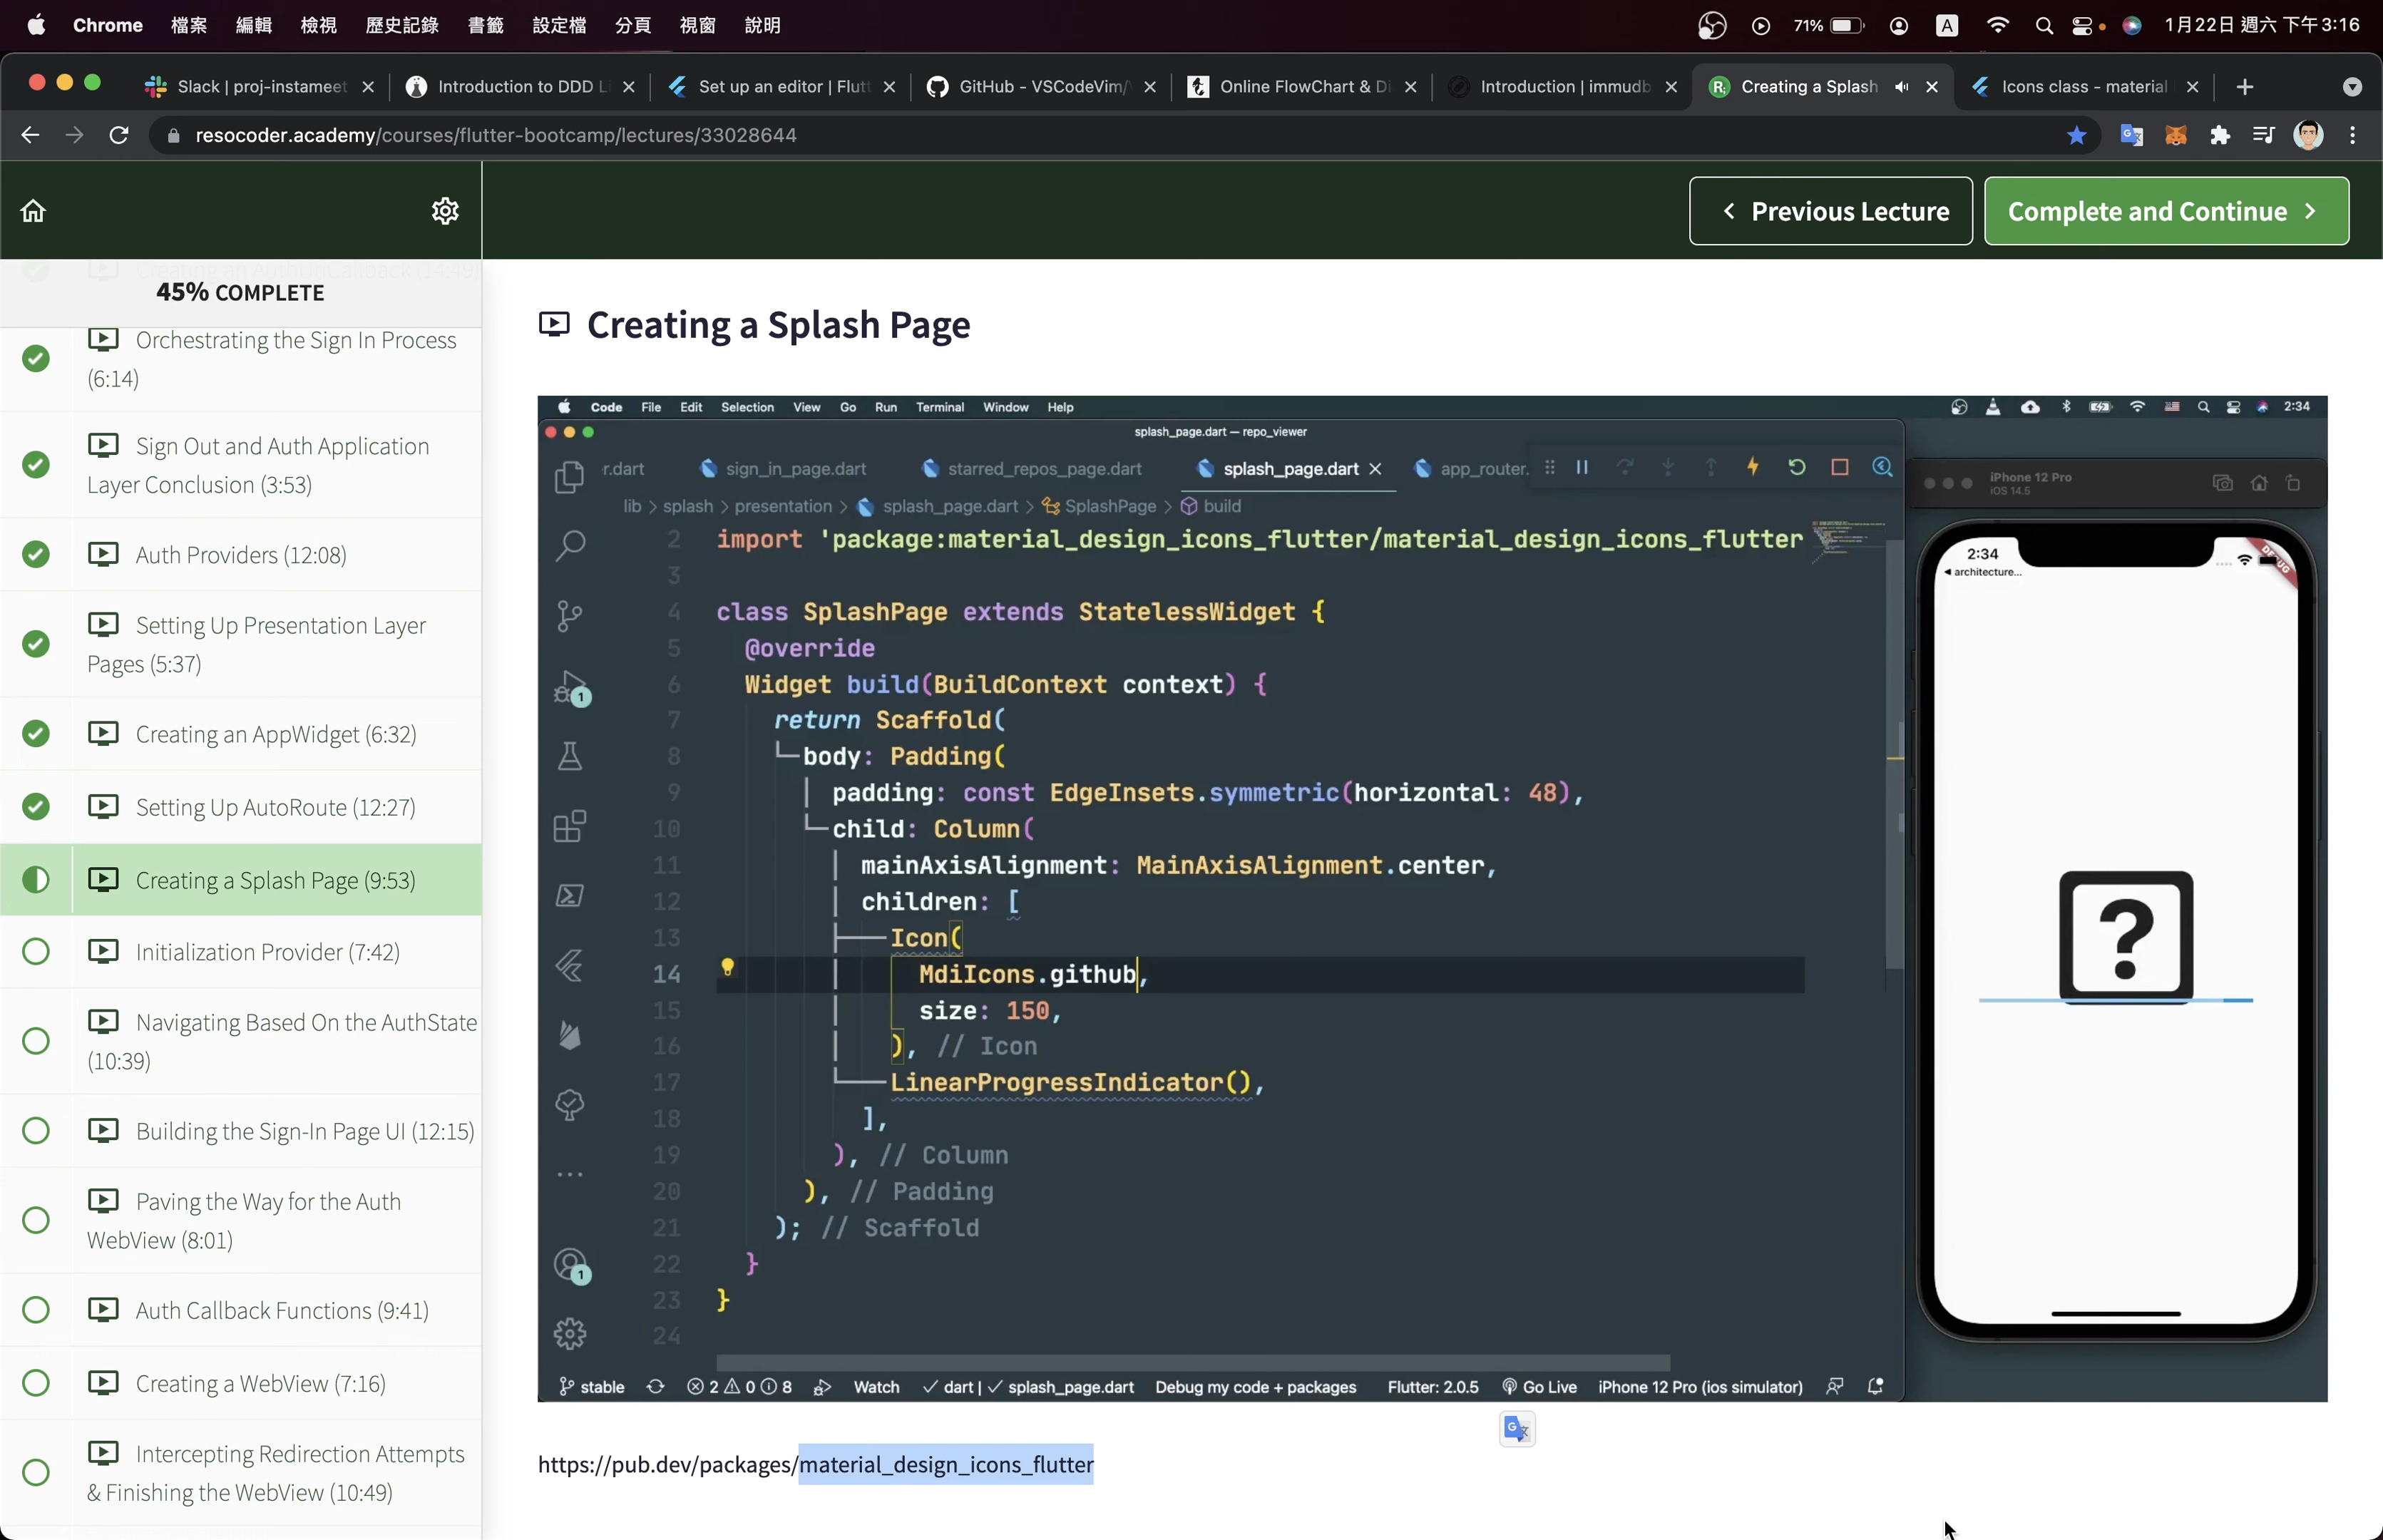 Chrome 檔案 編輯 檢視 歷史記錄 書籤 設定檔 分頁 視窗 說明 71% A 1月22日 週六 下午3:16
Slack | proj-instameet Introduction to DDD Li Set up an editor | Flutt GitHub - VSCodeVim/ Online FlowChart & Di Introduction | immudb R; Creating a Splash Icons class - material
resocoder.academy/courses/flutter-bootcamp/lectures/33028644
Previous Lecture
Complete and Continue
45% COMPLETE
Orchestrating the Sign In Process
(6:14)
Sign Out and Auth Application
Layer Conclusion (3:53)
Auth Providers (12:08)
Setting Up Presentation Layer
Pages (5:37)
Creating an AppWidget (6:32)
Setting Up AutoRoute (12:27)
Creating a Splash Page (9:53)
Initialization Provider (7:42)
Navigating Based On the AuthState
(10:39)
Building the Sign-In Page UI (12:15)
Paving the Way for the Auth
WebView (8:01)
Auth Callback Functions (9:41)
Creating a WebView (7:16)
Intercepting Redirection Attempts
& Finishing the WebView (10:49)
Creating a Splash Page
Code File Edit Selection View Go Run Terminal Window Help 2:34
splash_page.dart — repo_viewer
r.dart sign_in_page.dart starred_repos_page.dart splash_page.dart app_router.
lib > splash > presentation > splash_page.dart > SplashPage > build
2 import 'package:material_design_icons_flutter/material_design_icons_flutter
3
4 class SplashPage extends StatelessWidget {
5 @override
6 Widget build(BuildContext context) {
7 return Scaffold(
8 body: Padding(
9 padding: const EdgeInsets.symmetric(horizontal: 48),
10 child: Column(
11 mainAxisAlignment: MainAxisAlignment.center,
12 children: [
13 Icon(
14 MdiIcons.github,
15 size: 150,
16 ), // Icon
17 LinearProgressIndicator(),
18 ],
19 ), // Column
20 ), // Padding
21 ); // Scaffold
22 }
23 }
24
1
1
stable 2 0 8 Watch dart | splash_page.dart Debug my code + packages Flutter: 2.0.5 Go Live iPhone 12 Pro (ios simulator)
iPhone 12 Pro
iOS 14.5
2:34
architecture...
DEBUG
?
https://pub.dev/packages/material_design_icons_flutter